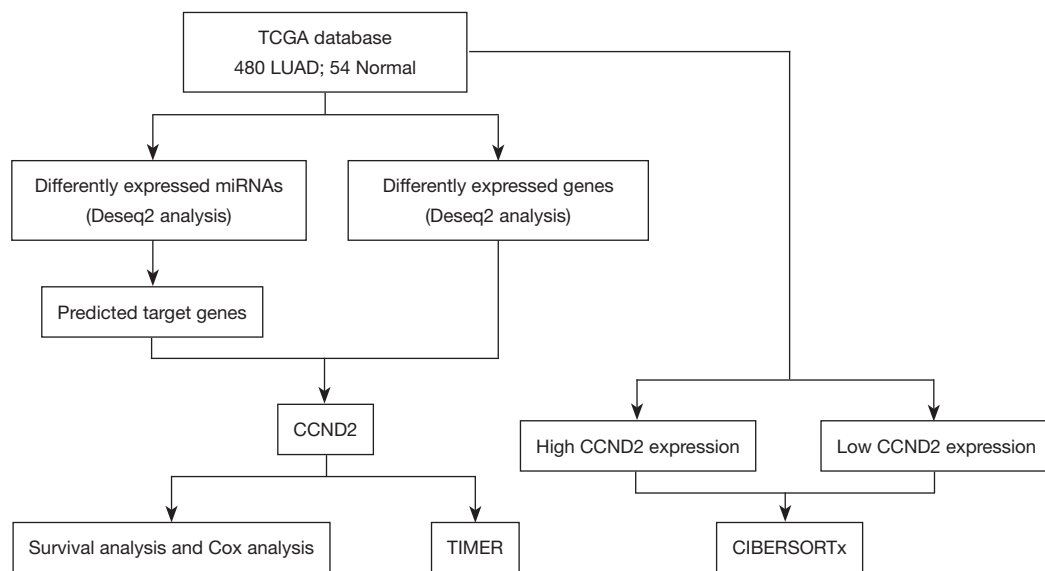 TCGA database
480 LUAD; 54 Normal
Differently expressed miRNAs
(Deseq2 analysis)
Differently expressed genes
(Deseq2 analysis)
Predicted target genes
CCND2
High CCND2 expression
Low CCND2 expression
Survival analysis and Cox analysis
TIMER
CIBERSORTx